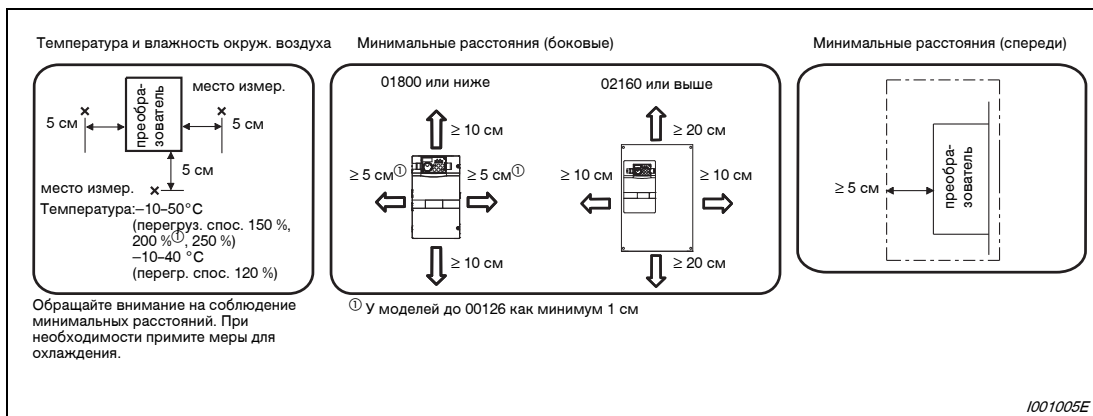 Температура и влажность окруж. воздуха
место измер.
преобра-
зователь
5 см
5 см
5 см
место измер.
Температура:–10–50°C
(перегруз. спос. 150 %,
200 %①, 250 %)
–10–40 °C
(перегр. спос. 120 %)
Обращайте внимание на соблюдение
минимальных расстояний. При
необходимости примите меры для
охлаждения.
Минимальные расстояния (боковые)
01800 или ниже
≥ 10 см
≥ 5 см①
≥ 5 см①
≥ 10 см
02160 или выше
≥ 20 см
≥ 10 см
≥ 10 см
≥ 20 см
① У моделей до 00126 как минимум 1 см
Минимальные расстояния (спереди)
≥ 5 см
преобра-
зователь
I001005E